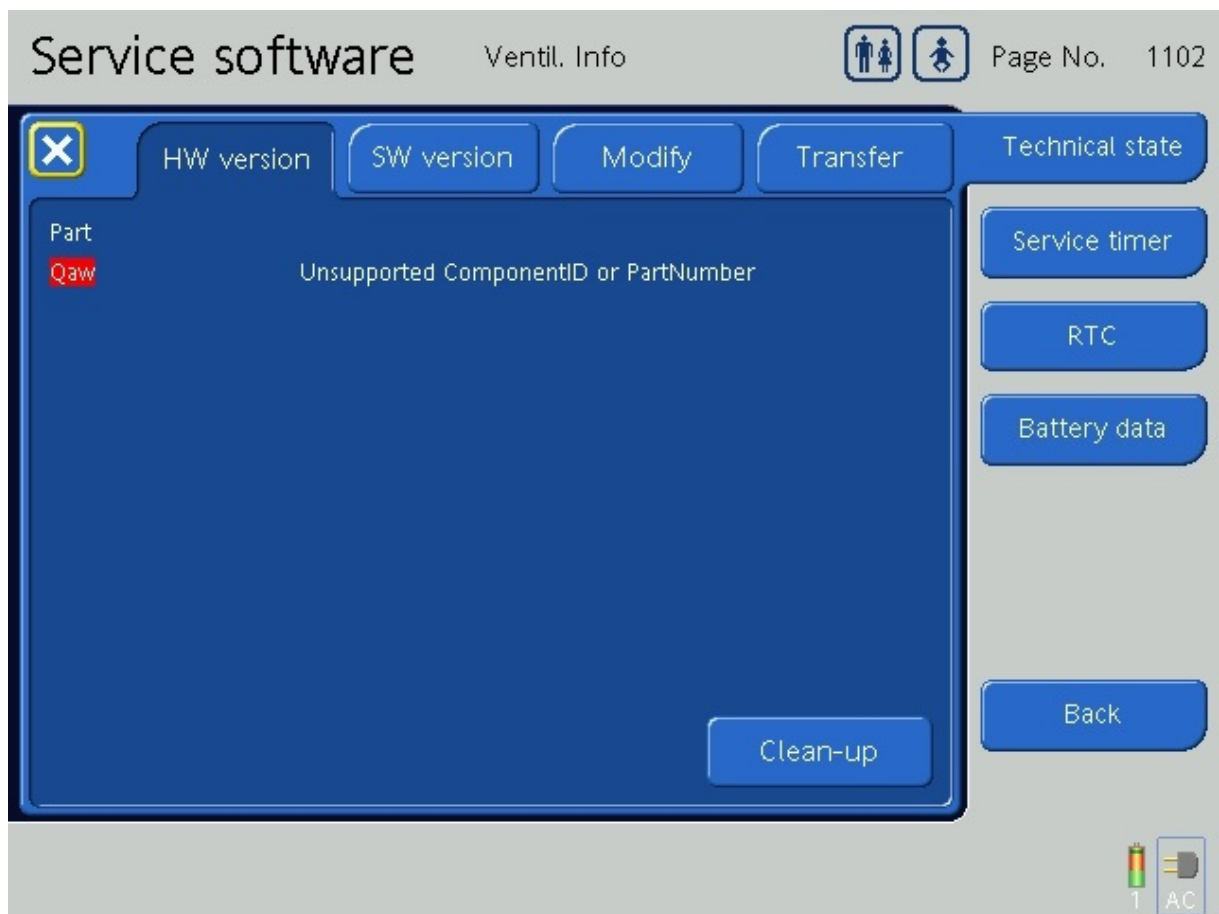 Service software Ventil. Info Page No. 1102
HW version SW version Modify Transfer Technical state
Part
Qaw Unsupported ComponentID or PartNumber
Service timer
RTC
Battery data
Back
Clean-up
1 AC